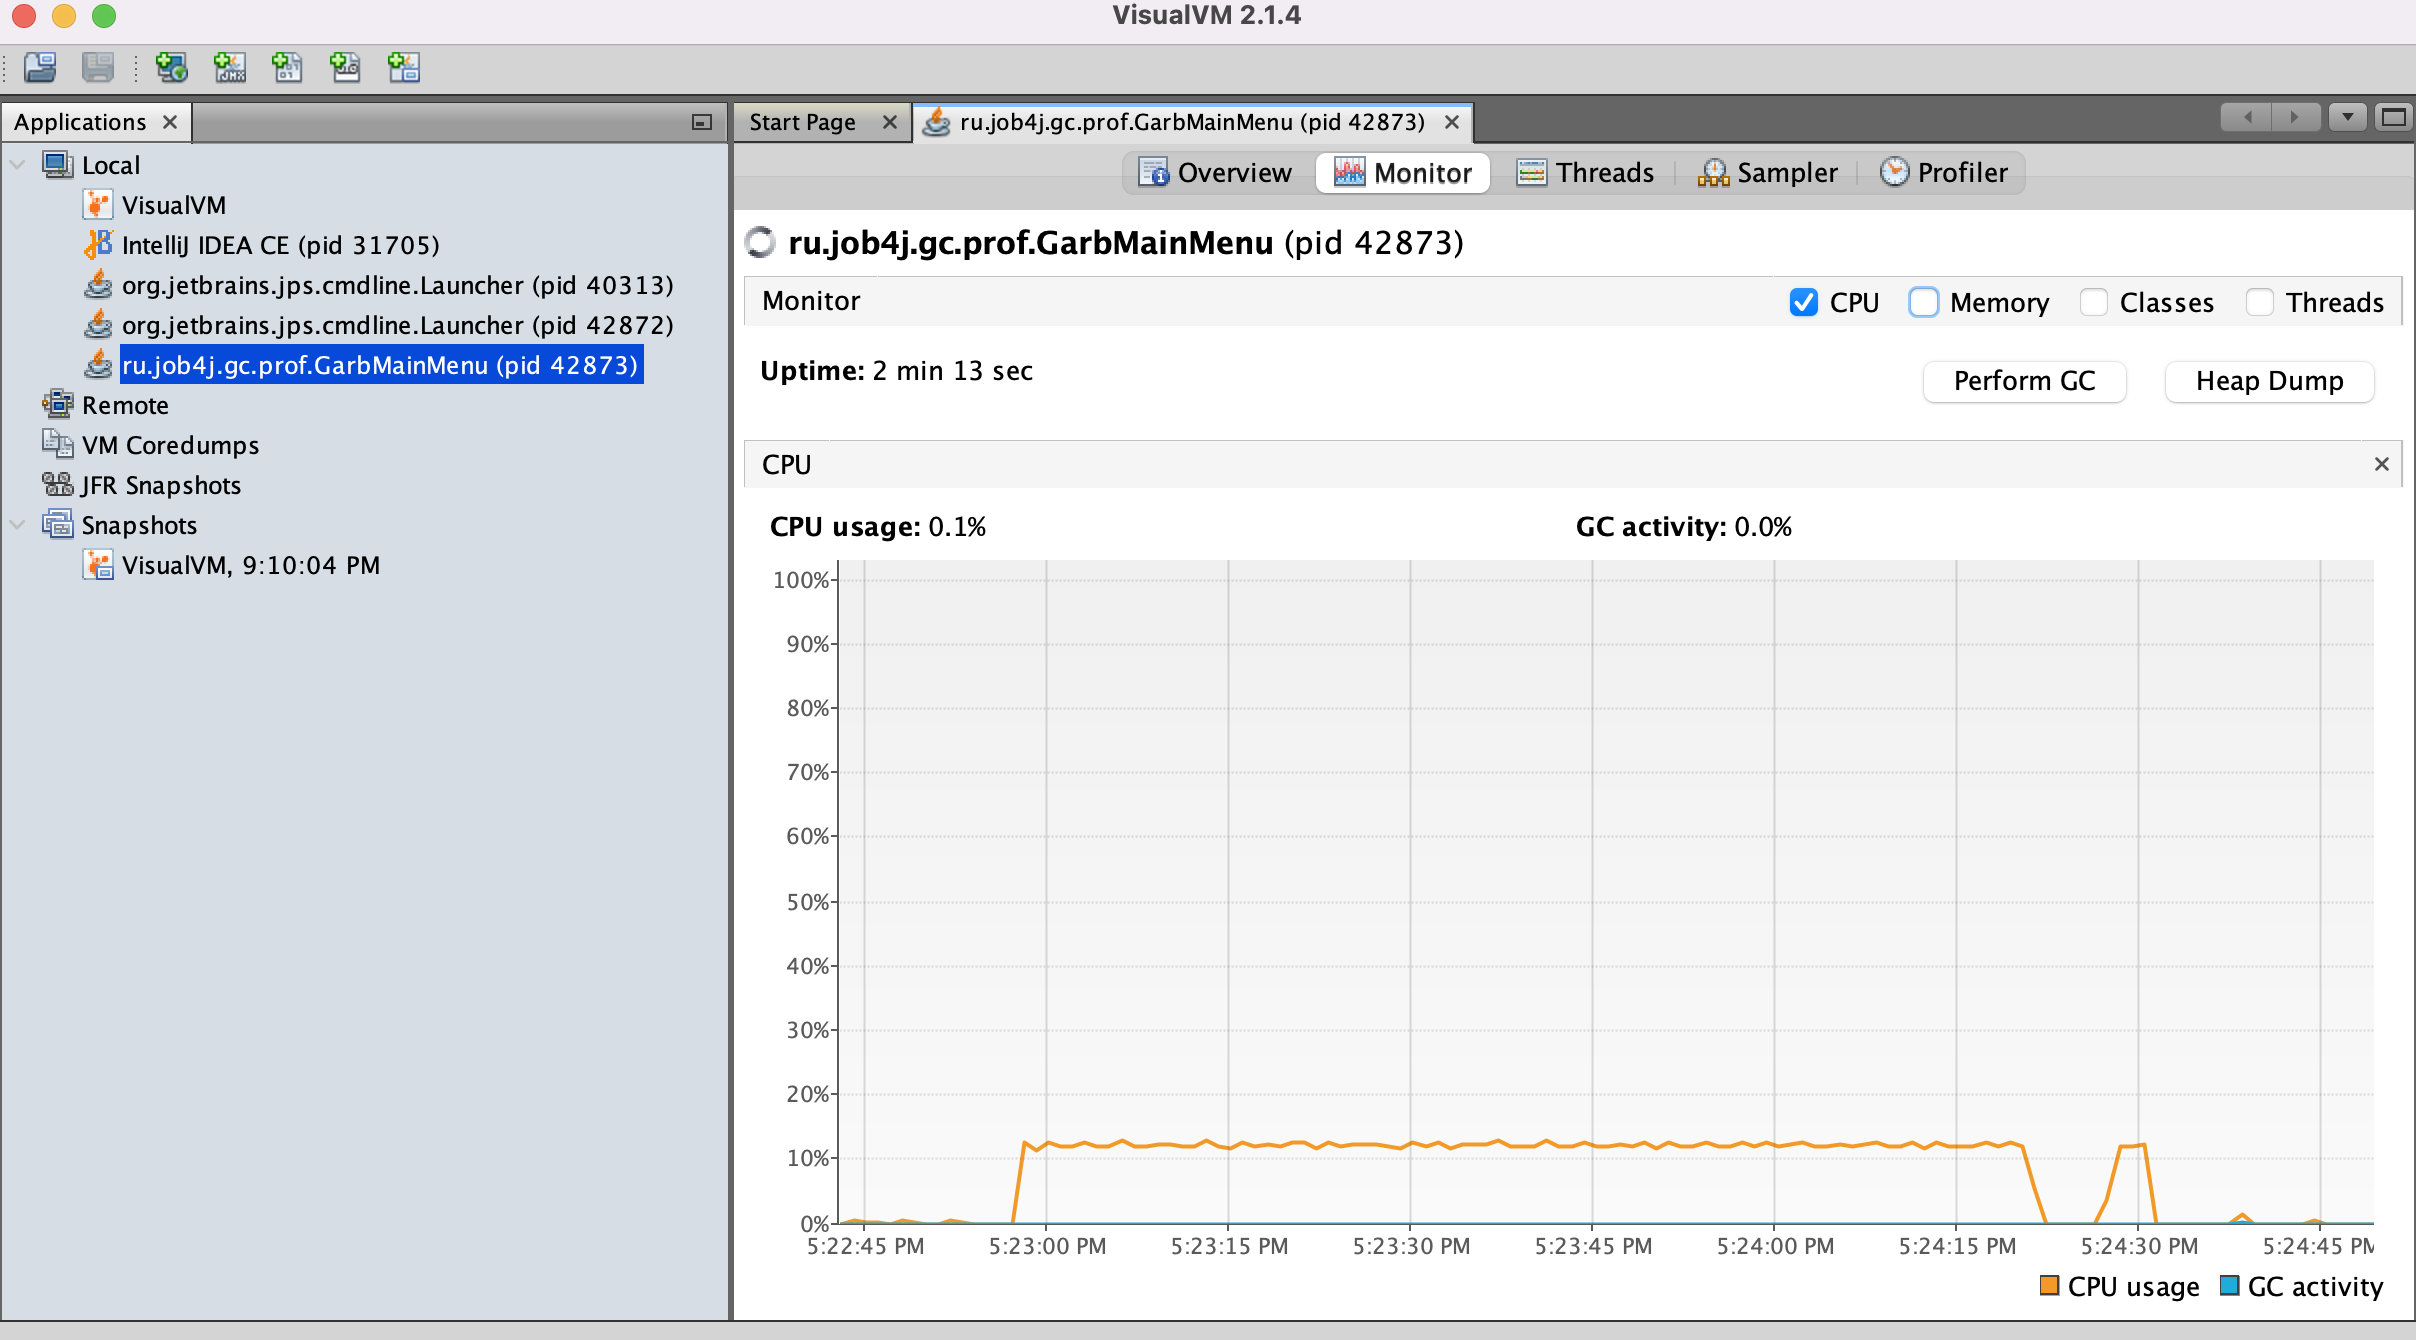 VisualVM 2.1.4
Applications
Start Page
ru.job4j.gc.prof.GarbMainMenu (pid 42873)
Local
VisualVM
IntelliJ IDEA CE (pid 31705)
org.jetbrains.jps.cmdline.Launcher (pid 40313)
org.jetbrains.jps.cmdline.Launcher (pid 42872)
ru.job4j.gc.prof.GarbMainMenu (pid 42873)
Remote
VM Coredumps
JFR Snapshots
Snapshots
VisualVM, 9:10:04 PM
Overview Monitor Threads Sampler Profiler
ru.job4j.gc.prof.GarbMainMenu (pid 42873)
Monitor CPU Memory Classes Threads
Uptime: 2 min 13 sec
Perform GC Heap Dump
CPU
CPU usage: 0.1% GC activity: 0.0%
100%
90%
80%
70%
60%
50%
40%
30%
20%
10%
0%
5:22:45 PM 5:23:00 PM 5:23:15 PM 5:23:30 PM 5:23:45 PM 5:24:00 PM 5:24:15 PM 5:24:30 PM 5:24:45 PM
CPU usage GC activity